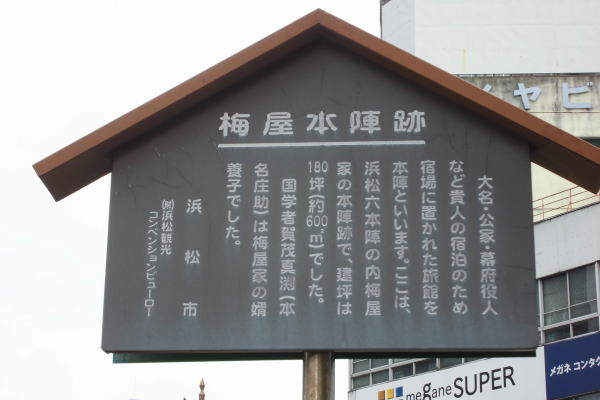 梅屋本陣跡
大名・公家・幕府役人
など貴人の宿泊のため
宿場に置かれた旅館を
本陣といいます。ここは、
浜松六本陣の内梅屋
家の本陣跡で、建坪は
180坪(約600㎡)でした。
国学者賀茂真渕(本
名庄助)は梅屋家の婿
養子でした。
浜松市
㈶浜松観光
コンベンションビューロー
ミヤビ
meganeSUPER
メガネ コンタク